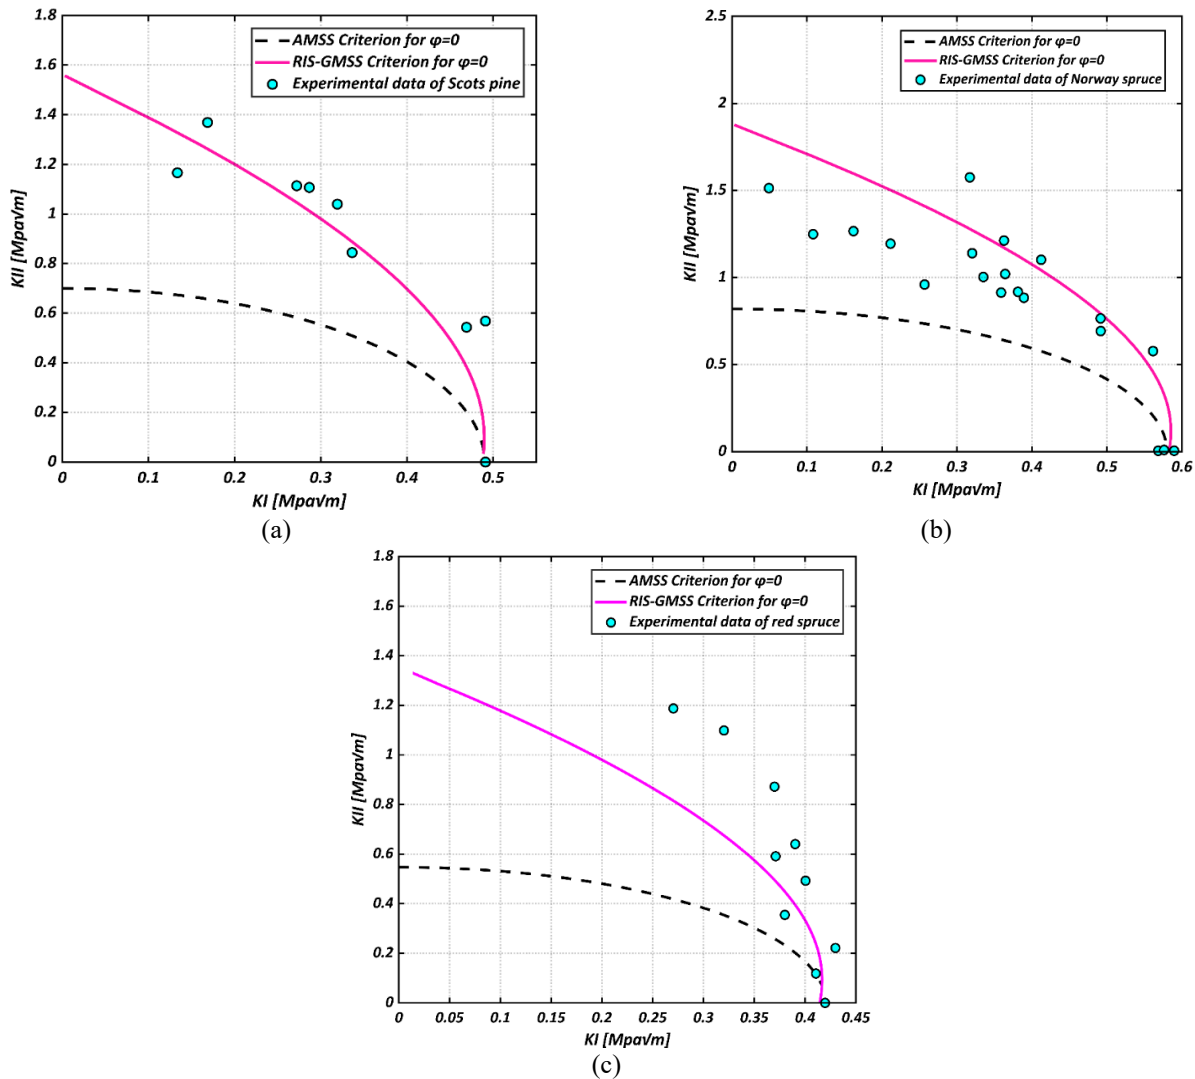 (a)
1.8
1.6
1.4
1.2
1
0.8
0.6
0.4
0.2
0
KII [Mpa√m]
AMSS Criterion for φ=0
RIS-GMSS Criterion for φ=0
Experimental data of Scots pine
0 0.1 0.2 0.3 0.4 0.5
KI [Mpa√m]
(a)
2.5
2
1.5
1
0.5
0
KII [Mpa√m]
AMSS Criterion for φ=0
RIS-GMSS Criterion for φ=0
Experimental data of Norway spruce
0 0.1 0.2 0.3 0.4 0.5 0.6
KI [Mpa√m]
(b)
1.8
1.6
1.4
1.2
1
0.8
0.6
0.4
0.2
0
KII [Mpa√m]
AMSS Criterion for φ=0
RIS-GMSS Criterion for φ=0
Experimental data of red spruce
0 0.05 0.1 0.15 0.2 0.25 0.3 0.35 0.4 0.45
KI [Mpa√m]
(c)